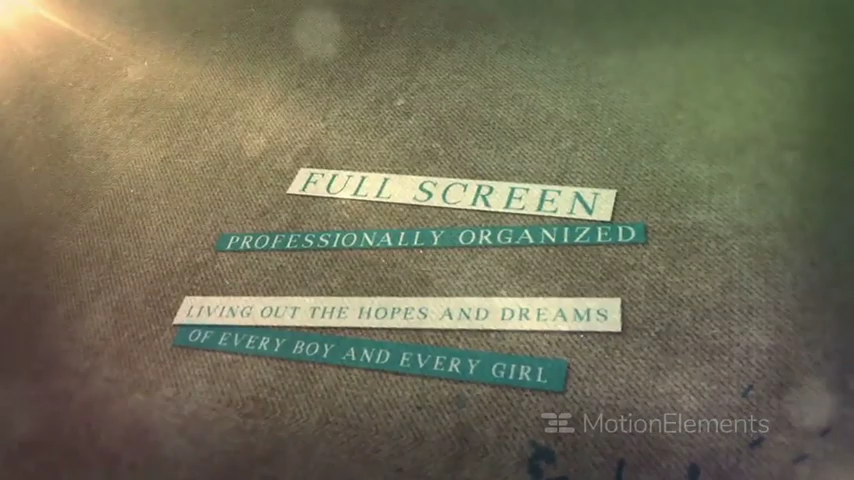 FULL SCREEN
PROFESSIONALLY ORGANIZED
LIVING OUT THE HOPES AND DREAMS
OF EVERY BOY AND EVERY GIRL
MotionElements